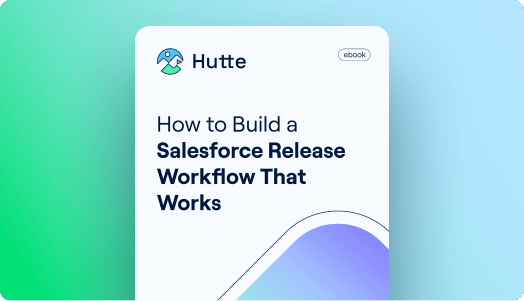 Hutte
ebook
How to Build a
Salesforce Release
Workflow That
Works